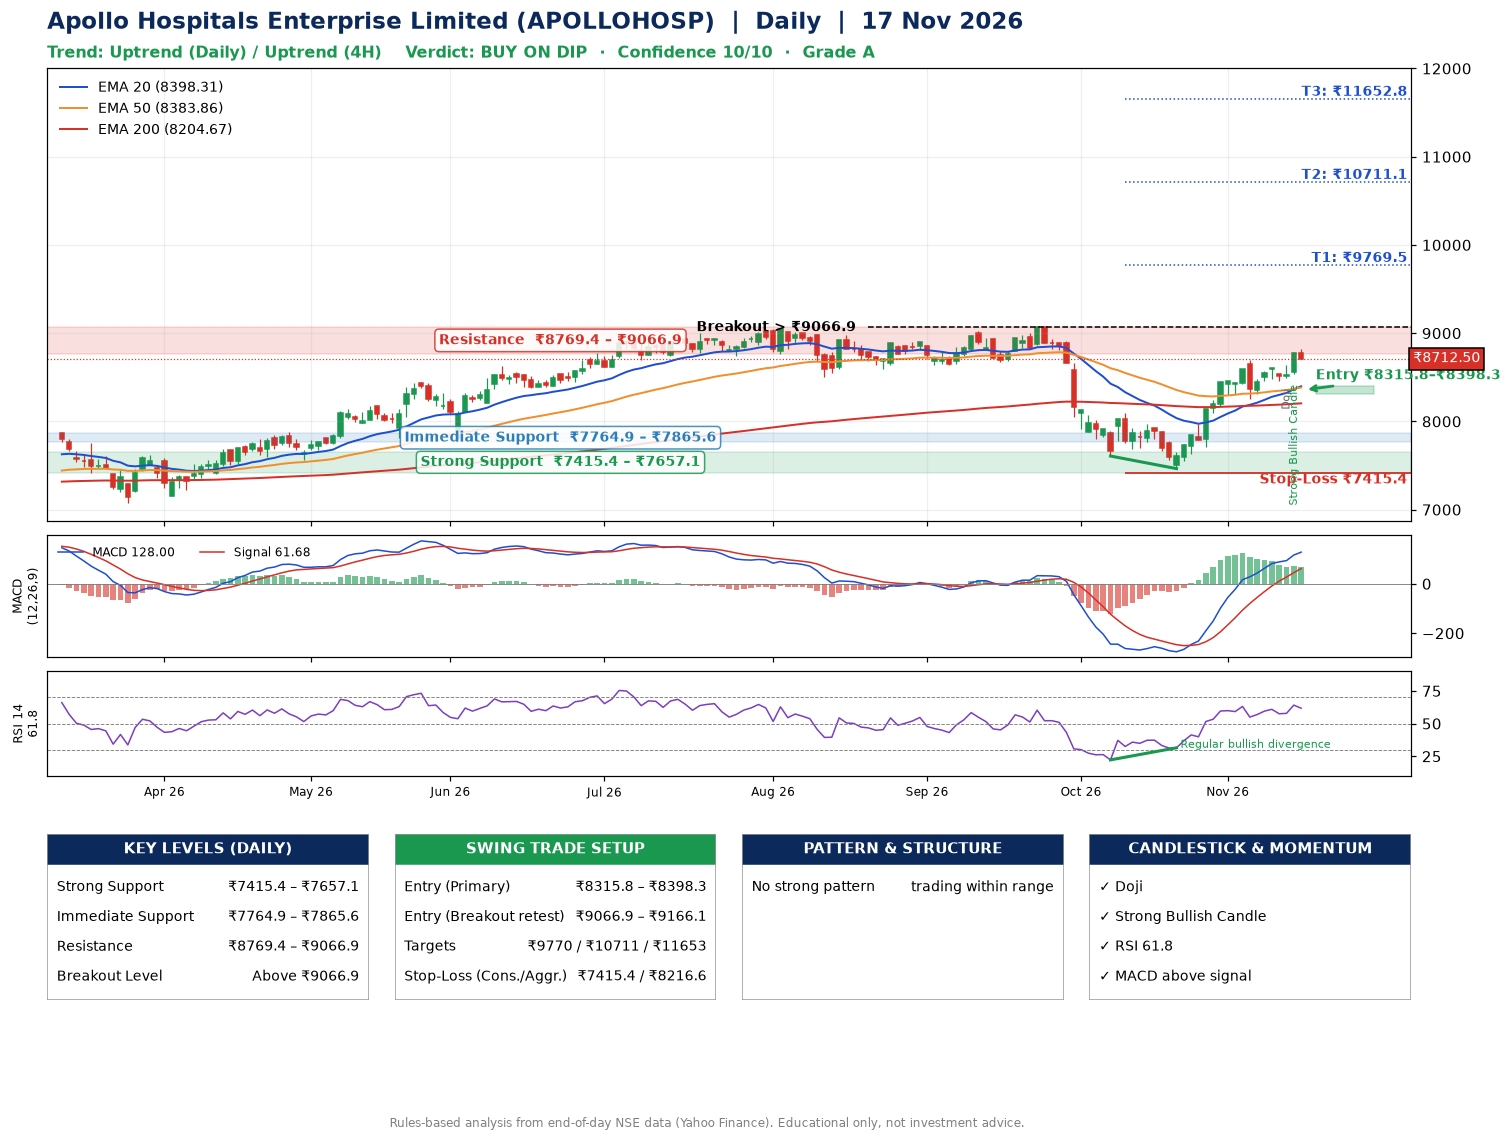 Apollo Hospitals Enterprise Limited (APOLLOHOSP) | Daily | 17 Nov 2026
Trend: Uptrend (Daily) / Uptrend (4H) Verdict: BUY ON DIP · Confidence 10/10 · Grade A
EMA 20 (8398.31)
EMA 50 (8383.86)
EMA 200 (8204.67)
12000
T3: ₹11652.8
11000
T2: ₹10711.1
10000
T1: ₹9769.5
Breakout > ₹9066.9
9000
Resistance ₹8769.4 – ₹9066.9
₹8712.50
Entry ₹8315.8–₹8398.3
Doji
Strong Bullish Candle
8000
Immediate Support ₹7764.9 – ₹7865.6
Strong Support ₹7415.4 – ₹7657.1
Stop-Loss ₹7415.4
7000
MACD 128.00
Signal 61.68
MACD
(12,26,9)
0
−200
RSI 14
61.8
75
50
25
Regular bullish divergence
Apr 26
May 26
Jun 26
Jul 26
Aug 26
Sep 26
Oct 26
Nov 26
KEY LEVELS (DAILY)
Strong Support ₹7415.4 – ₹7657.1
Immediate Support ₹7764.9 – ₹7865.6
Resistance ₹8769.4 – ₹9066.9
Breakout Level Above ₹9066.9
SWING TRADE SETUP
Entry (Primary) ₹8315.8 – ₹8398.3
Entry (Breakout retest) ₹9066.9 – ₹9166.1
Targets ₹9770 / ₹10711 / ₹11653
Stop-Loss (Cons./Aggr.) ₹7415.4 / ₹8216.6
PATTERN & STRUCTURE
No strong pattern trading within range
CANDLESTICK & MOMENTUM
✓ Doji
✓ Strong Bullish Candle
✓ RSI 61.8
✓ MACD above signal
Rules-based analysis from end-of-day NSE data (Yahoo Finance). Educational only, not investment advice.